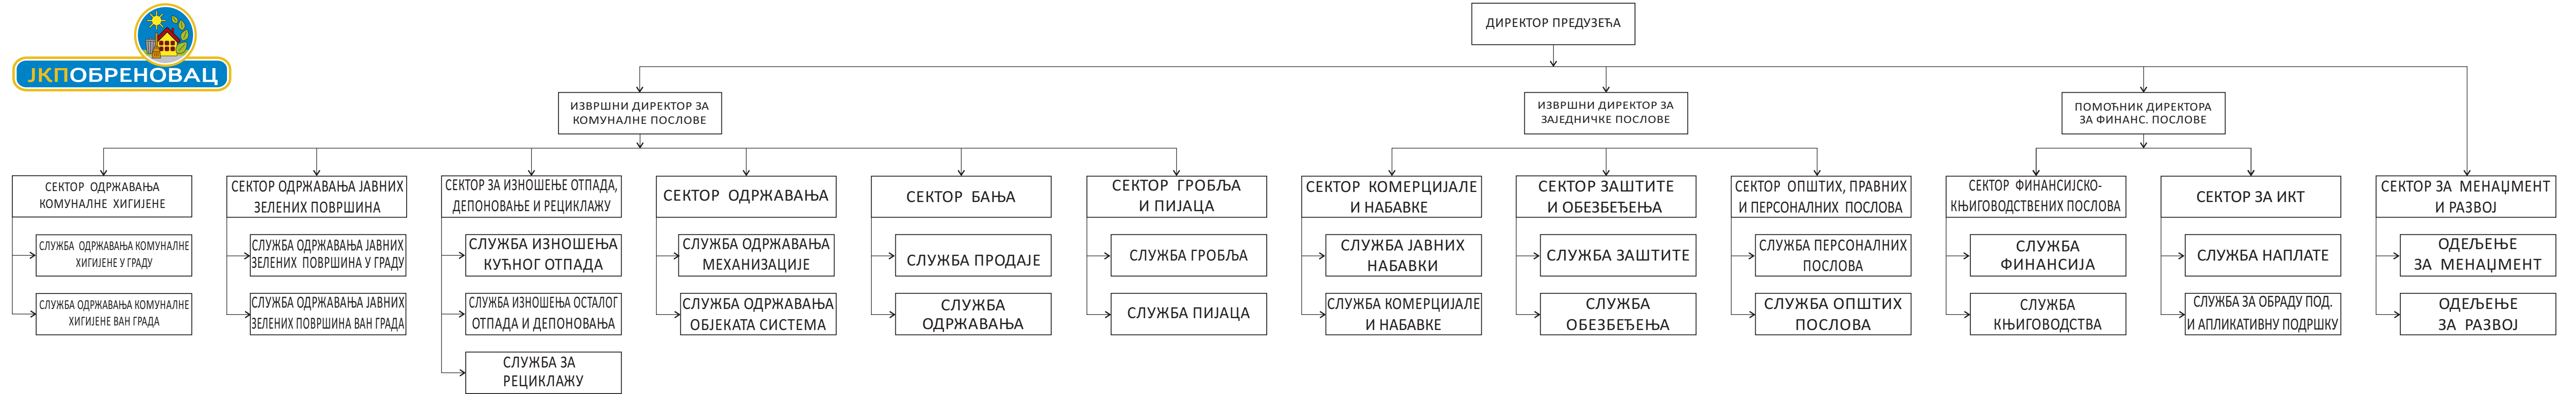 ЈКПОБРЕНОВАЦ
ДИРЕКТОР ПРЕДУЗЕЋА
ИЗВРШНИ ДИРЕКТОР ЗА
КОМУНАЛНЕ ПОСЛОВЕ
ИЗВРШНИ ДИРЕКТОР ЗА
ЗАЈЕДНИЧКЕ ПОСЛОВЕ
ПОМОЋНИК ДИРЕКТОРА
ЗА ФИНАНС. ПОСЛОВЕ
СЕКТОР ОДРЖАВАЊА
КОМУНАЛНЕ ХИГИЈЕНЕ
СЛУЖБА ОДРЖАВАЊА КОМУНАЛНЕ
ХИГИЈЕНЕ У ГРАДУ
СЛУЖБА ОДРЖАВАЊА КОМУНАЛНЕ
ХИГИЈЕНЕ ВАН ГРАДА
СЕКТОР ОДРЖАВАЊА ЈАВНИХ
ЗЕЛЕНИХ ПОВРШИНА
СЛУЖБА ОДРЖАВАЊА ЈАВНИХ
ЗЕЛЕНИХ ПОВРШИНА У ГРАДУ
СЛУЖБА ОДРЖАВАЊА ЈАВНИХ
ЗЕЛЕНИХ ПОВРШИНА ВАН ГРАДА
СЕКТОР ЗА ИЗНОШЕЊЕ ОТПАДА,
ДЕПОНОВАЊЕ И РЕЦИКЛАЖУ
СЛУЖБА ИЗНОШЕЊА
КУЋНОГ ОТПАДА
СЛУЖБА ИЗНОШЕЊА ОСТАЛОГ
ОТПАДА И ДЕПОНОВАЊА
СЛУЖБА ЗА
РЕЦИКЛАЖУ
СЕКТОР ОДРЖАВАЊА
СЛУЖБА ОДРЖАВАЊА
МЕХАНИЗАЦИЈЕ
СЛУЖБА ОДРЖАВАЊА
ОБЈЕКАТА СИСТЕМА
СЕКТОР БАЊА
СЛУЖБА ПРОДАЈЕ
СЛУЖБА
ОДРЖАВАЊА
СЕКТОР ГРОБЉА
И ПИЈАЦА
СЛУЖБА ГРОБЉА
СЛУЖБА ПИЈАЦА
СЕКТОР КОМЕРЦИЈАЛЕ
И НАБАВКЕ
СЛУЖБА ЈАВНИХ
НАБАВКИ
СЛУЖБА КОМЕРЦИЈАЛЕ
И НАБАВКЕ
СЕКТОР ЗАШТИТЕ
И ОБЕЗБЕЂЕЊА
СЛУЖБА ЗАШТИТЕ
СЛУЖБА
ОБЕЗБЕЂЕЊА
СЕКТОР ОПШТИХ, ПРАВНИХ
И ПЕРСОНАЛНИХ ПОСЛОВА
СЛУЖБА ПЕРСОНАЛНИХ
ПОСЛОВА
СЛУЖБА ОПШТИХ
ПОСЛОВА
СЕКТОР ФИНАНСИЈСКО-
КЊИГОВОДСТВЕНИХ ПОСЛОВА
СЛУЖБА
ФИНАНСИЈА
СЛУЖБА
КЊИГОВОДСТВА
СЕКТОР ЗА ИКТ
СЛУЖБА НАПЛАТЕ
СЛУЖБА ЗА ОБРАДУ ПОД.
И АПЛИКАТИВНУ ПОДРШКУ
СЕКТОР ЗА МЕНАЏМЕНТ
И РАЗВОЈ
ОДЕЉЕЊЕ
ЗА МЕНАЏМЕНТ
ОДЕЉЕЊЕ
ЗА РАЗВОЈ